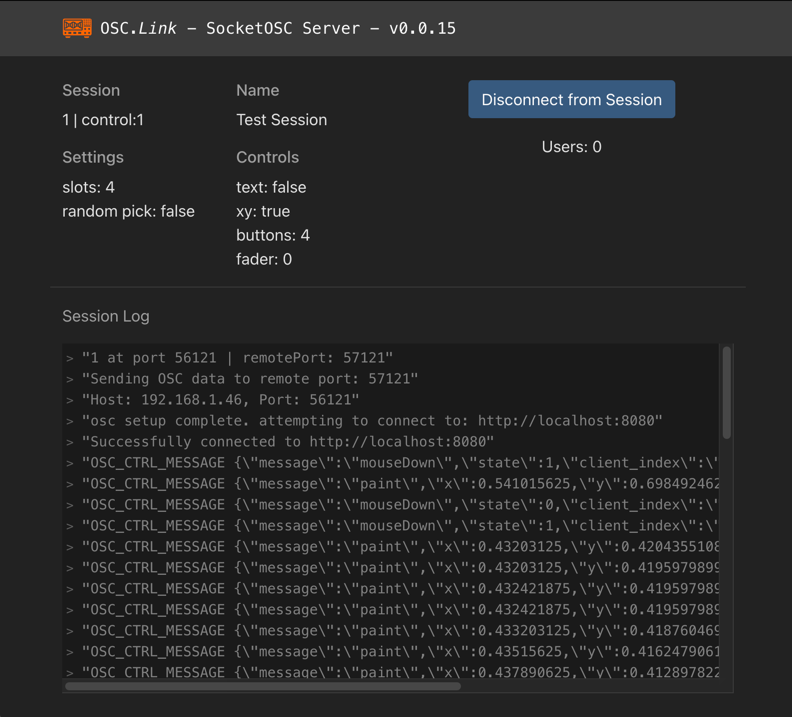 OSC.Link – SocketOSC Server – v0.0.15
Session
1 | control:1
Name
Test Session
Disconnect from Session
Users: 0
Settings
slots: 4
random pick: false
Controls
text: false
xy: true
buttons: 4
fader: 0
Session Log
> "1 at port 56121 | remotePort: 57121"
> "Sending OSC data to remote port: 57121"
> "Host: 192.168.1.46, Port: 56121"
> "osc setup complete. attempting to connect to: http://localhost:8080"
> "Successfully connected to http://localhost:8080"
> "OSC_CTRL_MESSAGE {\"message\":\"mouseDown\",\"state\":1,\"client_index\":\"
> "OSC_CTRL_MESSAGE {\"message\":\"paint\",\"x\":0.541015625,\"y\":0.698492462
> "OSC_CTRL_MESSAGE {\"message\":\"mouseDown\",\"state\":0,\"client_index\":\"
> "OSC_CTRL_MESSAGE {\"message\":\"mouseDown\",\"state\":1,\"client_index\":\"
> "OSC_CTRL_MESSAGE {\"message\":\"paint\",\"x\":0.43203125,\"y\":0.4204355108
> "OSC_CTRL_MESSAGE {\"message\":\"paint\",\"x\":0.43203125,\"y\":0.4195979899
> "OSC_CTRL_MESSAGE {\"message\":\"paint\",\"x\":0.432421875,\"y\":0.419597989
> "OSC_CTRL_MESSAGE {\"message\":\"paint\",\"x\":0.432421875,\"y\":0.419597989
> "OSC_CTRL_MESSAGE {\"message\":\"paint\",\"x\":0.433203125,\"y\":0.418760469
> "OSC_CTRL_MESSAGE {\"message\":\"paint\",\"x\":0.43515625,\"y\":0.4162479061
> "OSC_CTRL_MESSAGE {\"message\":\"paint\",\"x\":0.437890625,\"y\":0.412897822